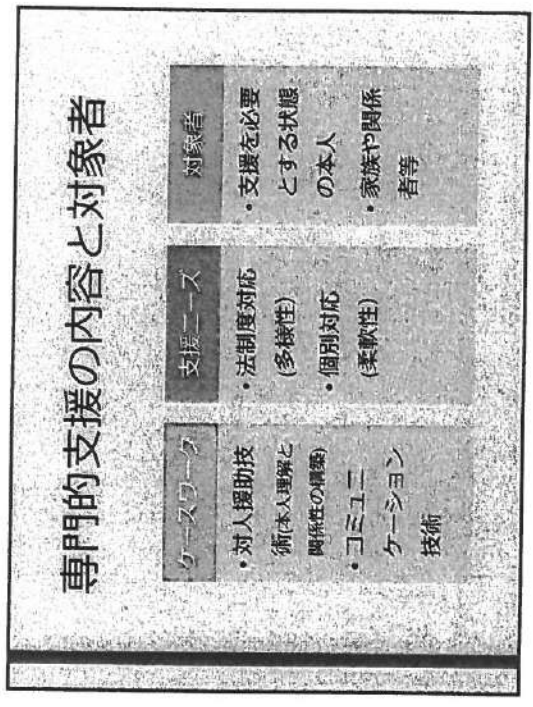 専門的支援の内容と対象者
ケースワーク
• 対人援助技
術(本人理解と
関係性の構築)
• コミュニ
ケーション
技術
支援ニーズ
• 法制度対応
(多様性)
• 個別対応
(柔軟性)
対象者
• 支援を必要
とする状態
の本人
• 家族や関係
者等